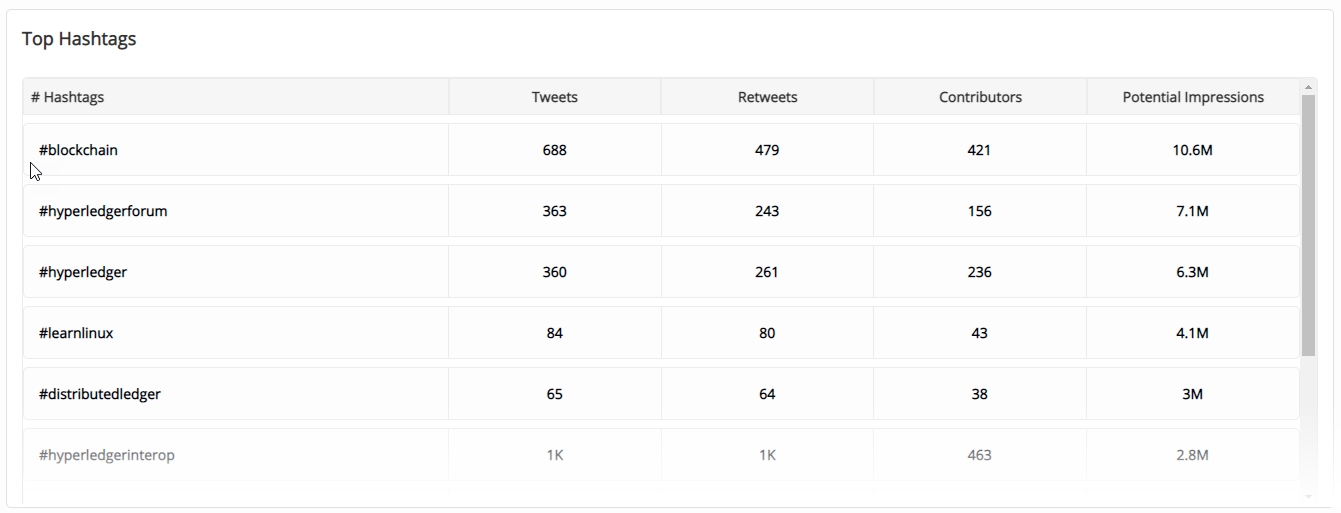 Top Hashtags
# Hashtags Tweets Retweets Contributors Potential Impressions
#blockchain 688 479 421 10.6M
#hyperledgerforum 363 243 156 7.1M
#hyperledger 360 261 236 6.3M
#learnlinux 84 80 43 4.1M
#distributedledger 65 64 38 3M
#hyperledgerinterop 1K 1K 463 2.8M